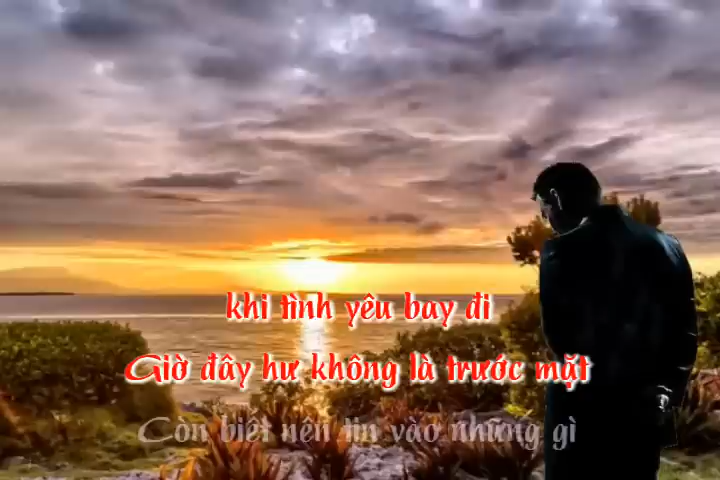 khi tình yêu bay đi
Giờ đây hư không là trước mặt
Còn biết nên tin vào những gì